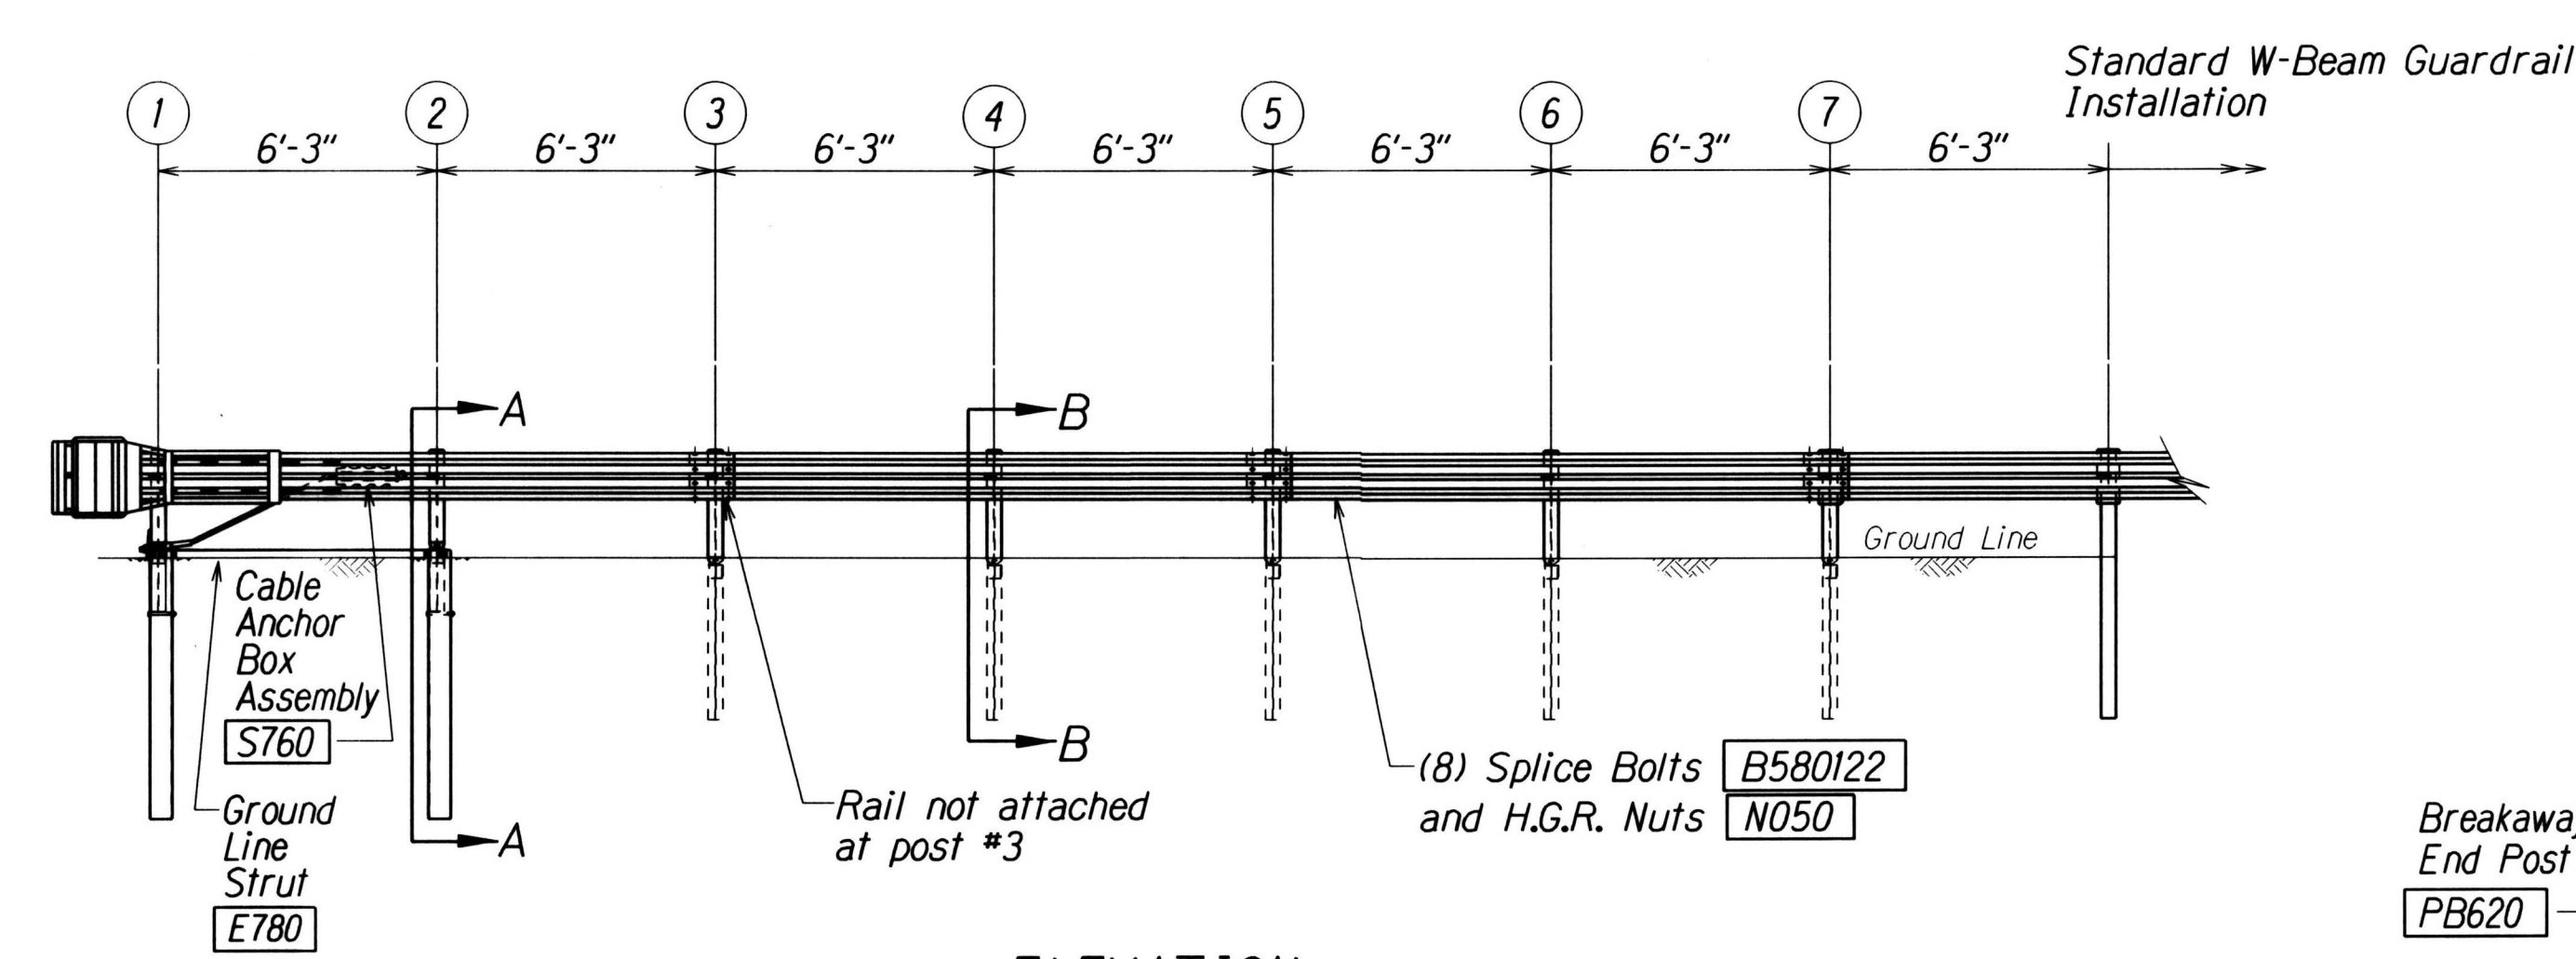 Standard W-Beam Guardrail
Installation
1 2 3 4 5 6 7
6'-3" 6'-3" 6'-3" 6'-3" 6'-3" 6'-3" 6'-3"
A B
Ground Line
Cable
Anchor
Box
Assembly
S760
B
A
Ground
Line
Strut
E780
Rail not attached
at post #3
(8) Splice Bolts B580122
and H.G.R. Nuts N050
Breakaway
End Post
PB620
ELEVATION